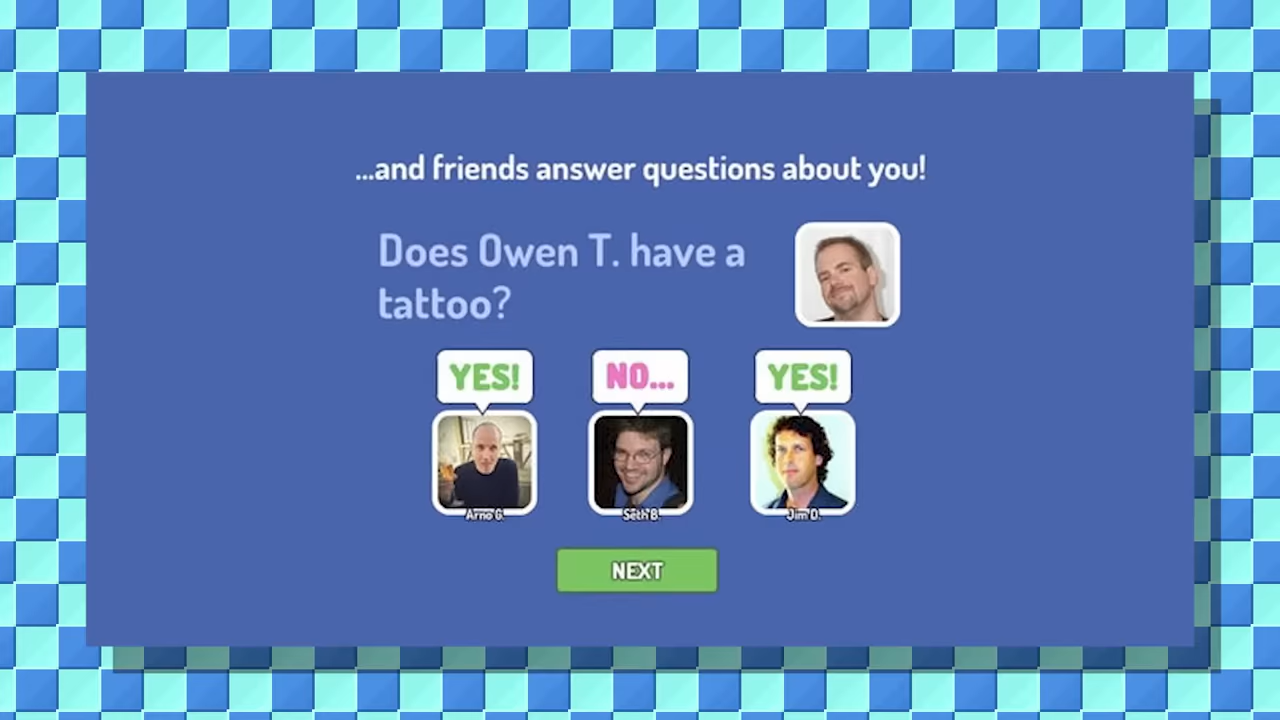 ...and friends answer questions about you!
Does Owen T. have a
tattoo?
YES!
NO...
YES!
Arno G.
Seth B.
Jim D.
NEXT